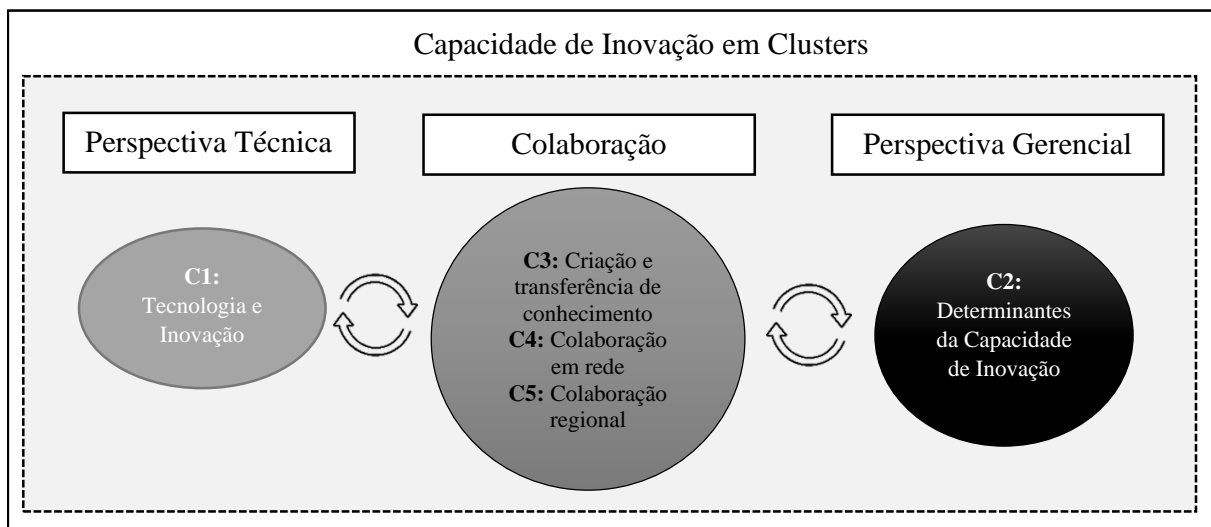 Capacidade de Inovação em Clusters
Perspectiva Técnica
Colaboração
Perspectiva Gerencial
C1:
Tecnologia e
Inovação
C3: Criação e
transferência de
conhecimento
C4: Colaboração
em rede
C5: Colaboração
regional
C2:
Determinantes
da Capacidade
de Inovação